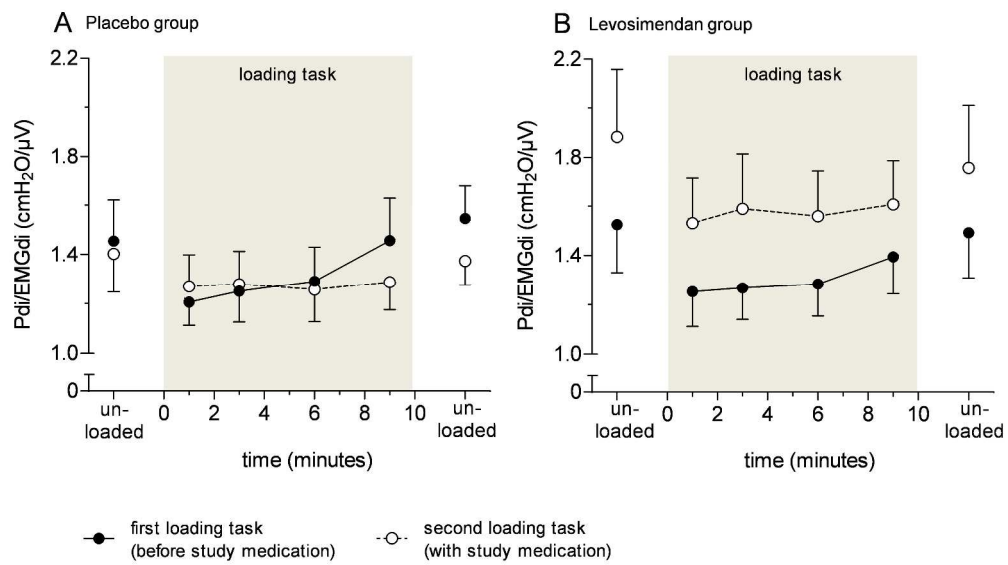 A Placebo group
2.2
1.8
1.4
1.0
0
Pdi/EMGdi (cmH₂O/µV)
loading task
un-
loaded
0 2 4 6 8 10
un-
loaded
time (minutes)
B Levosimendan group
2.2
1.8
1.4
1.0
0
Pdi/EMGdi (cmH₂O/µV)
loading task
un-
loaded
0 2 4 6 8 10
un-
loaded
time (minutes)
first loading task
(before study medication)
second loading task
(with study medication)